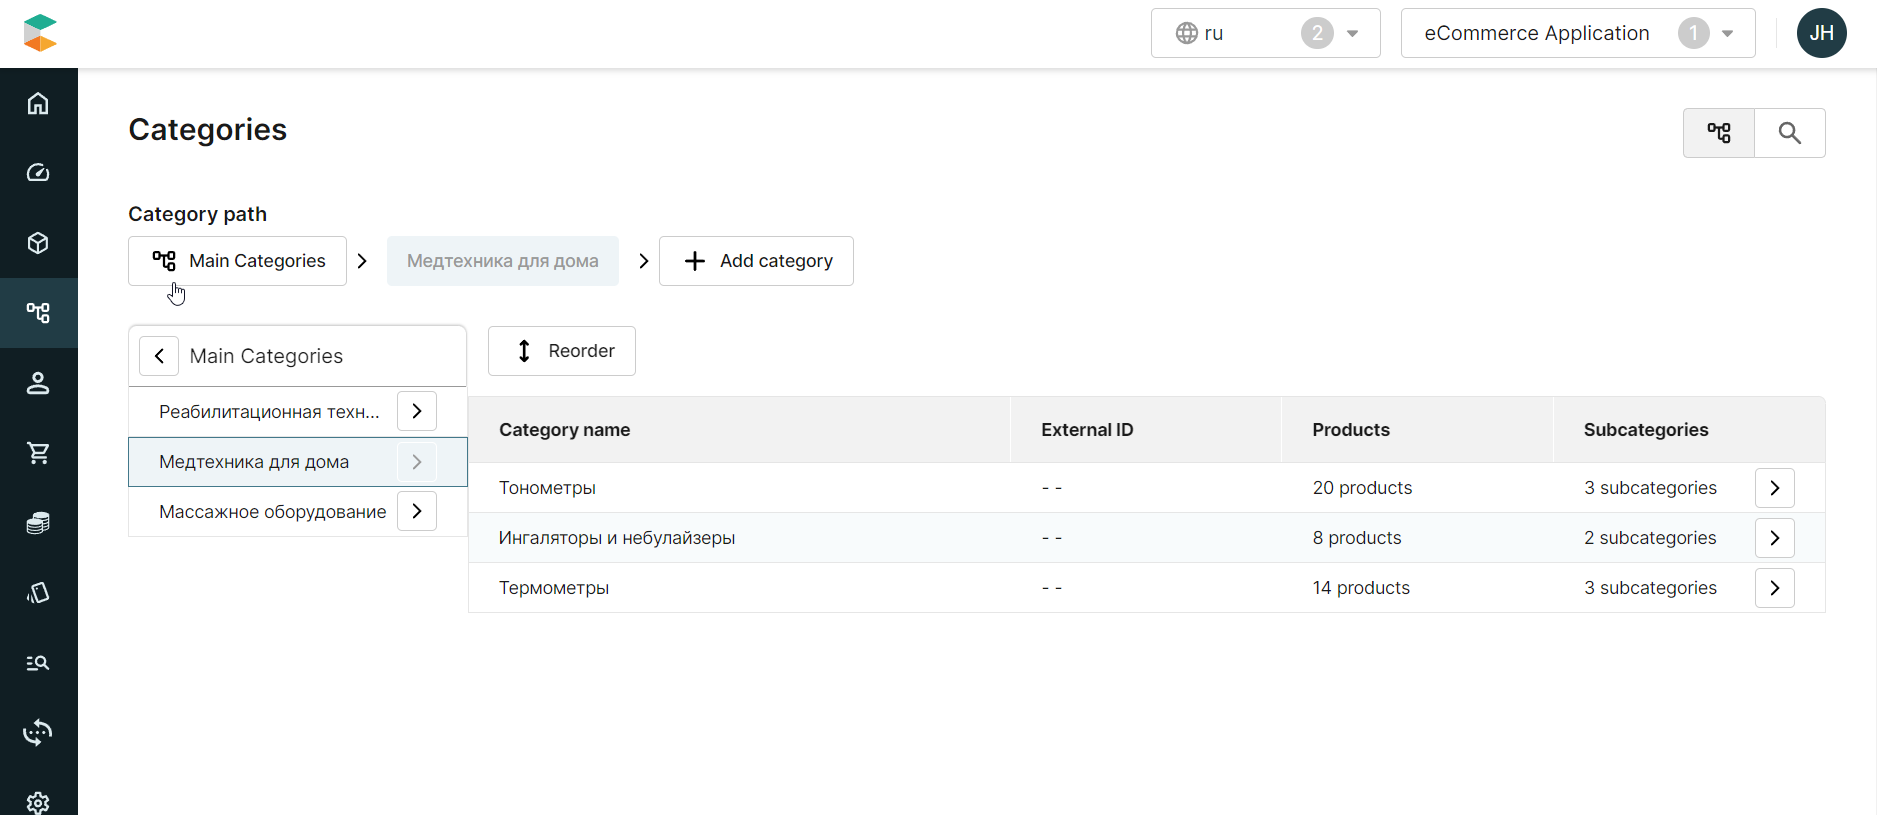 ru 2 eCommerce Application 1 JH
Categories
Category path
Main Categories Медтехника для дома Add category
Main Categories
Reorder
Реабилитационная техн...
Медтехника для дома
Массажное оборудование
Category name External ID Products Subcategories
Тонометры - - 20 products 3 subcategories
Ингаляторы и небулайзеры - - 8 products 2 subcategories
Термометры - - 14 products 3 subcategories